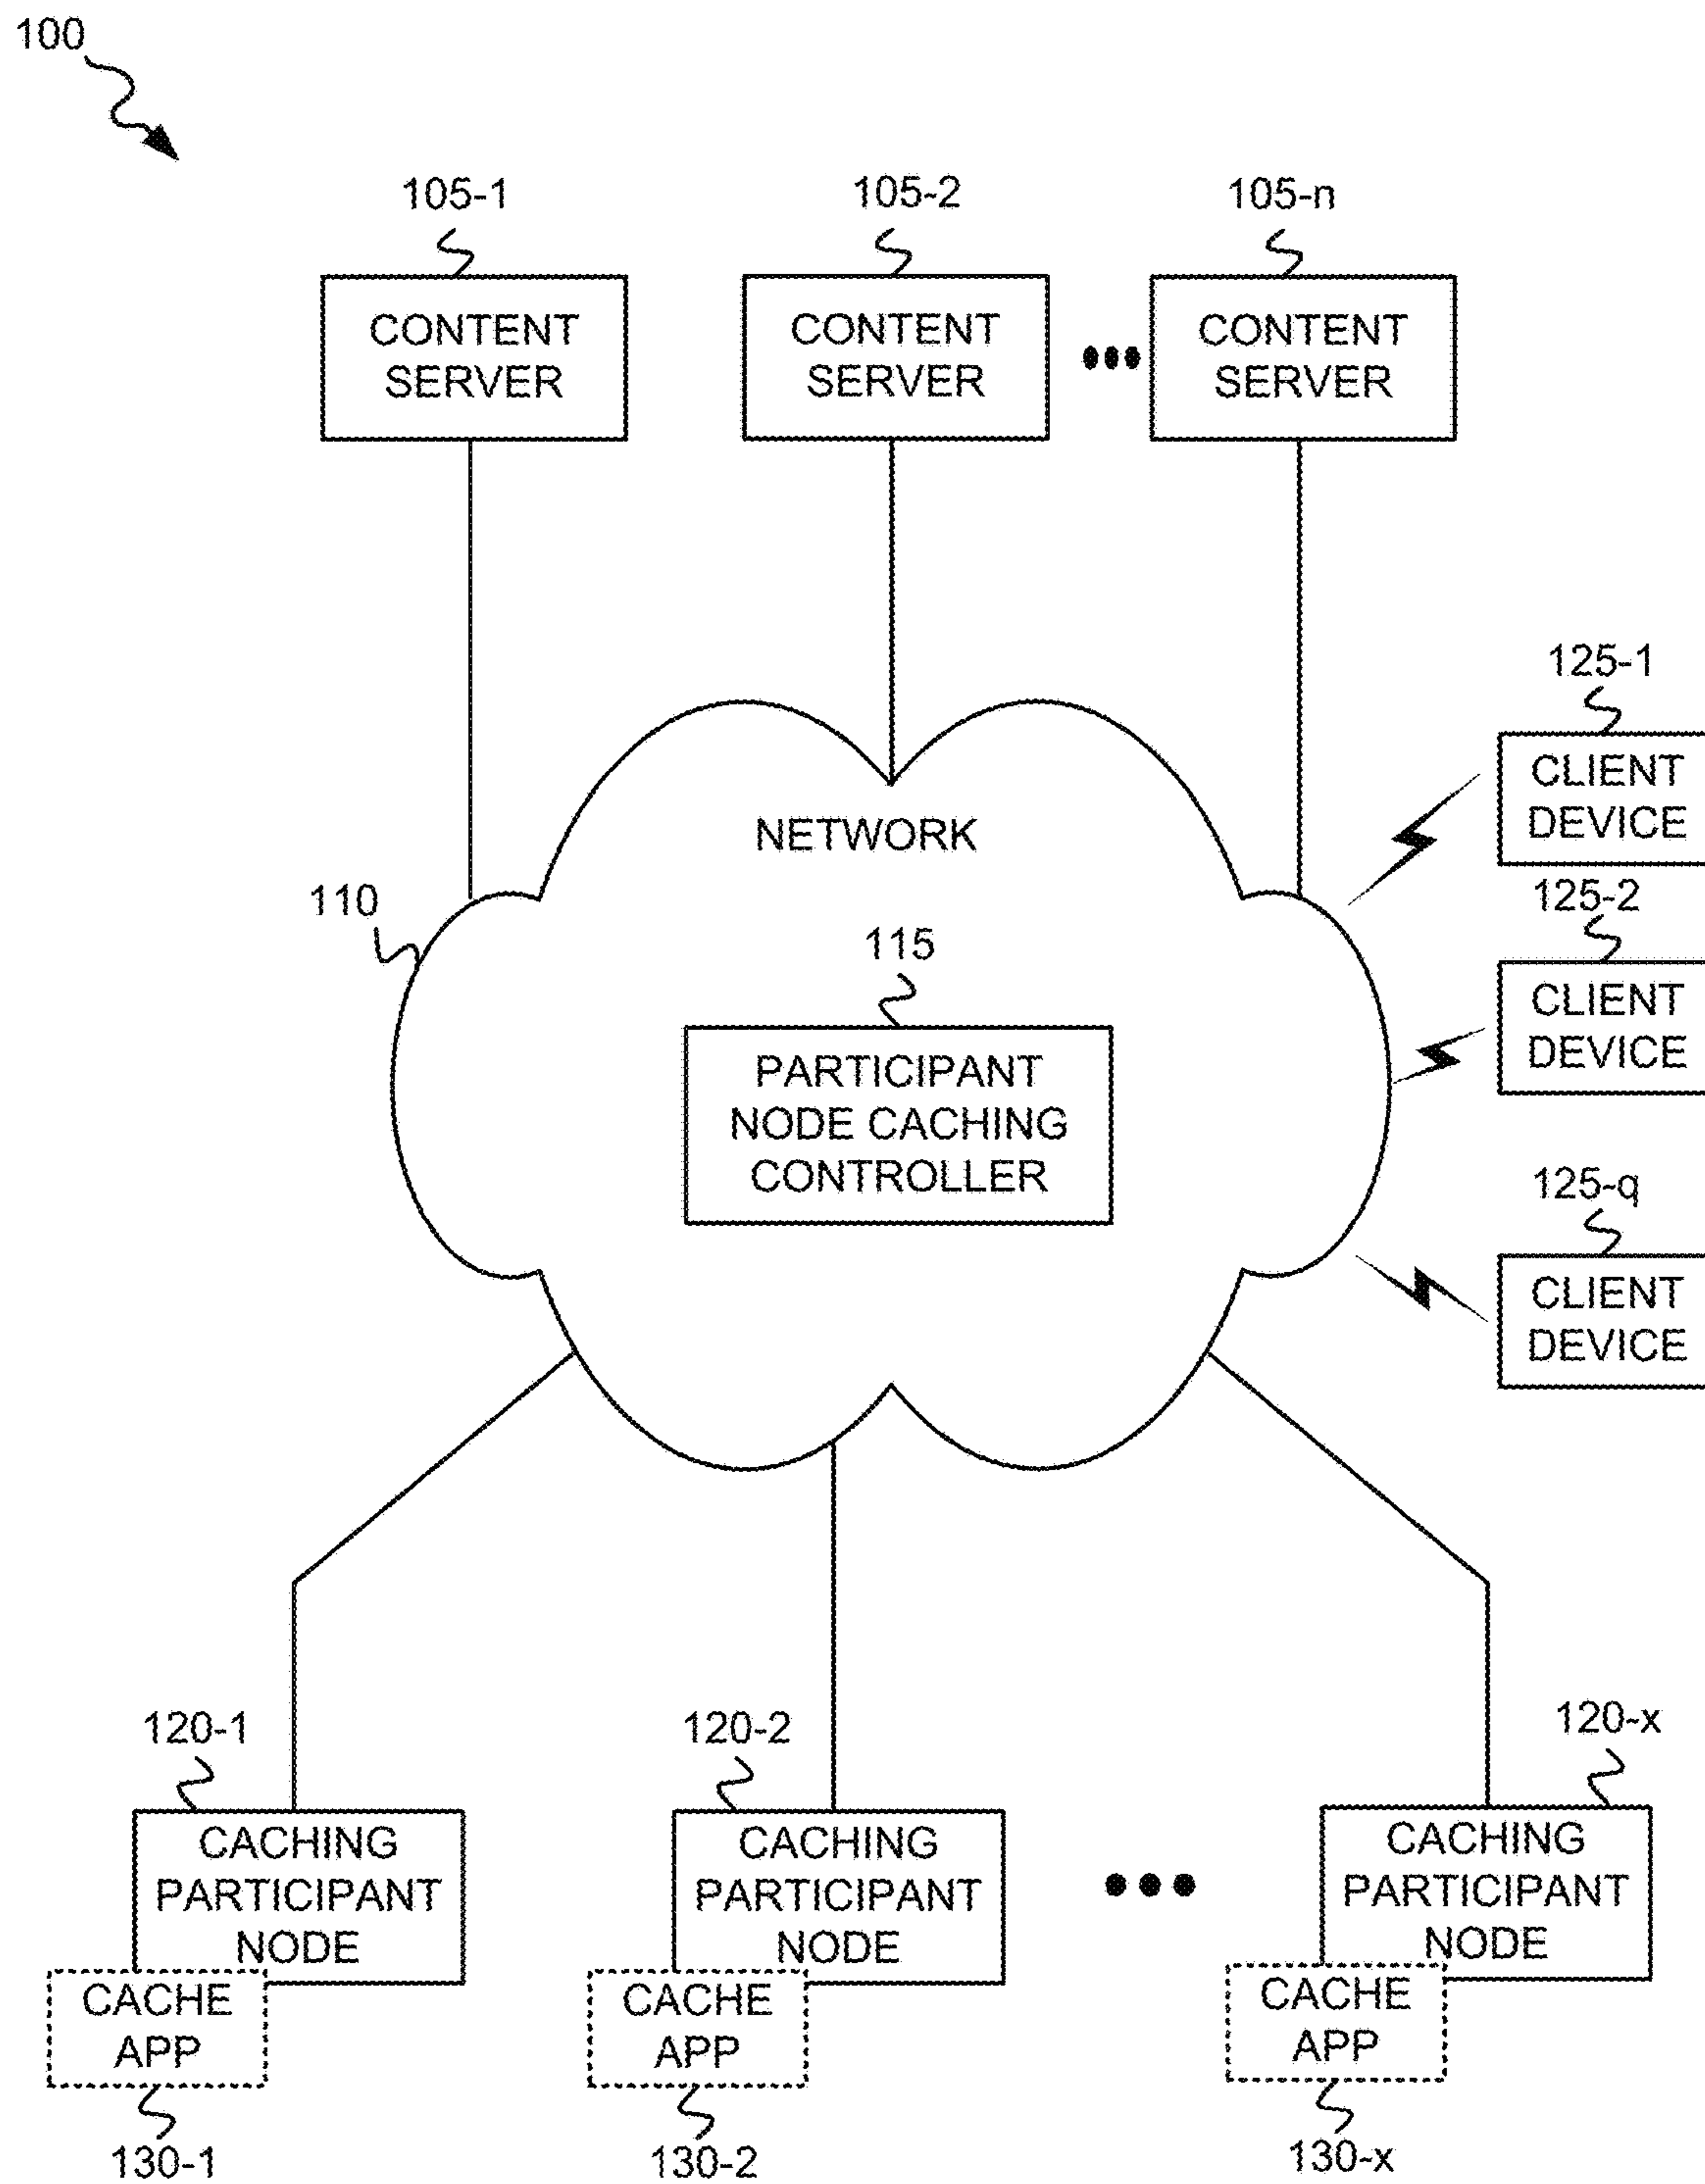 100
105-1
105-2
105-n
CONTENT
SERVER
CONTENT
SERVER
CONTENT
SERVER
125-1
CLIENT
DEVICE
NETWORK
110
125-2
115
CLIENT
DEVICE
PARTICIPANT
NODE CACHING
CONTROLLER
125-q
CLIENT
DEVICE
120-1
120-2
120-x
CACHING
PARTICIPANT
NODE
CACHING
PARTICIPANT
NODE
CACHING
PARTICIPANT
NODE
CACHE
APP
CACHE
APP
CACHE
APP
130-1
130-2
130-x